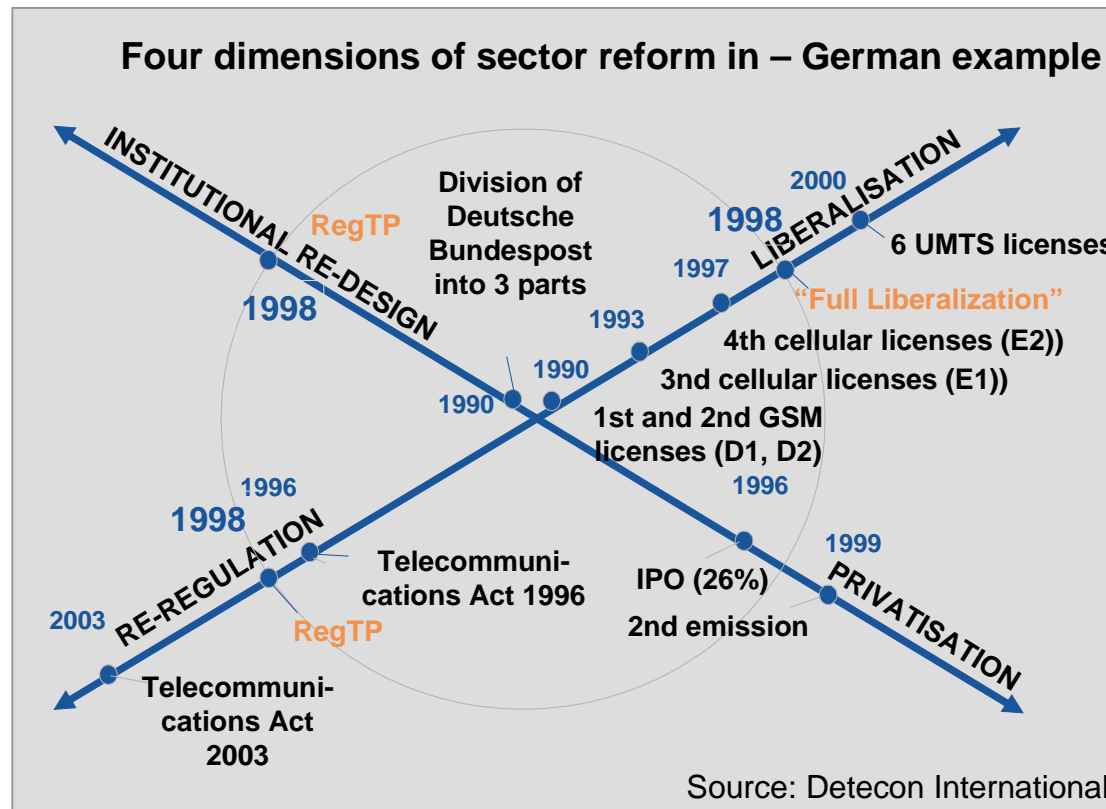 Four dimensions of sector reform in – German example
INSTITUTIONAL RE-DESIGN
RegTP
1998
Division of
Deutsche
Bundespost
into 3 parts
1990
LIBERALISATION
2000
6 UMTS licenses
1998
“Full Liberalization”
1997
4th cellular licenses (E2))
1993
3nd cellular licenses (E1))
1990
1st and 2nd GSM
licenses (D1, D2)
1996
IPO (26%)
1999
2nd emission
PRIVATISATION
1996
Telecommuni-
cations Act 1996
1998
RegTP
RE-REGULATION
2003
Telecommuni-
cations Act
2003
Source: Detecon International